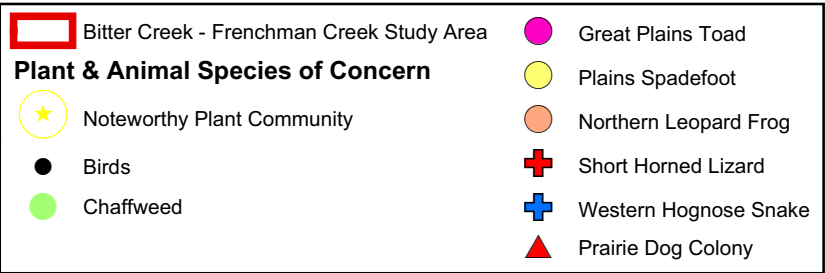 Bitter Creek - Frenchman Creek Study Area
Plant & Animal Species of Concern
Noteworthy Plant Community
Birds
Chaffweed
Great Plains Toad
Plains Spadefoot
Northern Leopard Frog
Short Horned Lizard
Western Hognose Snake
Prairie Dog Colony